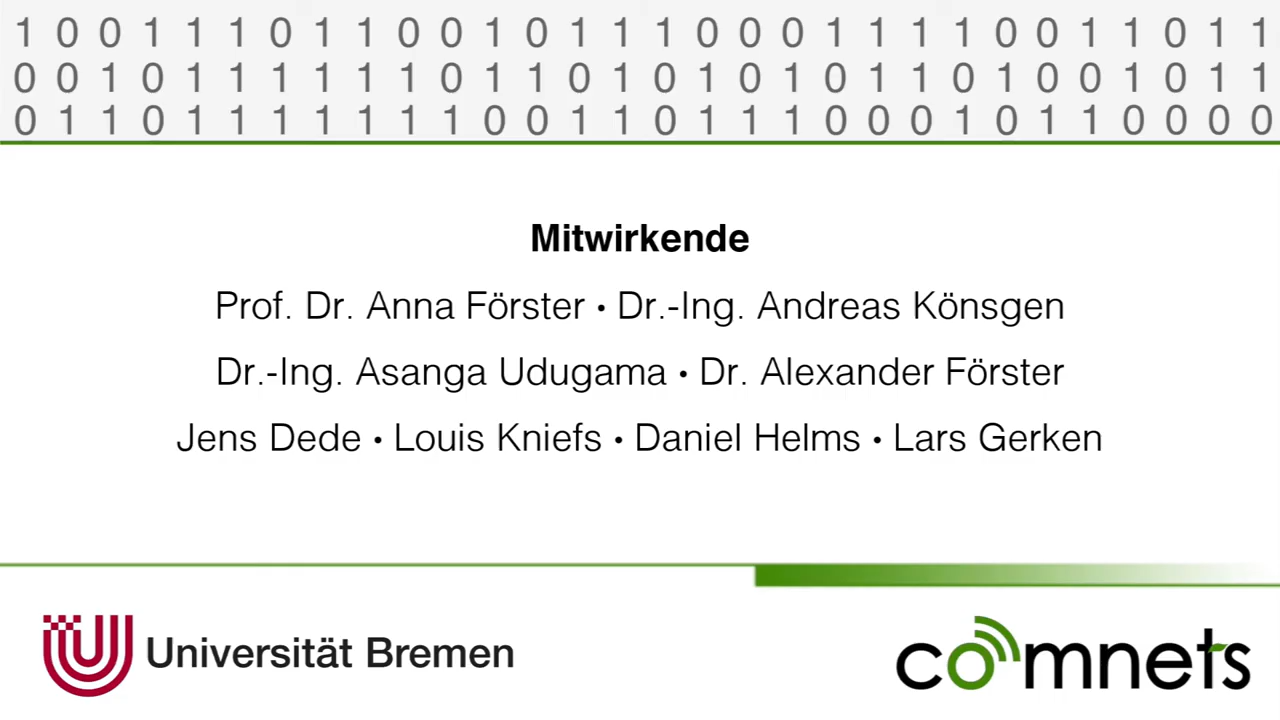 1 0 0 1 1 1 0 1 1 0 0 1 0 1 1 1 0 0 0 1 1 1 1 0 0 1 1 0 1 1
0 0 1 0 1 1 1 1 1 1 0 1 1 0 1 0 1 0 1 0 1 1 0 1 0 0 1 0 1 1
0 1 1 0 1 1 1 1 1 1 1 0 0 1 1 0 1 1 1 0 0 0 1 0 1 1 0 0 0 0
Mitwirkende
Prof. Dr. Anna Förster • Dr.-Ing. Andreas Könsgen
Dr.-Ing. Asanga Udugama • Dr. Alexander Förster
Jens Dede • Louis Kniefs • Daniel Helms • Lars Gerken
Universität Bremen
comnets